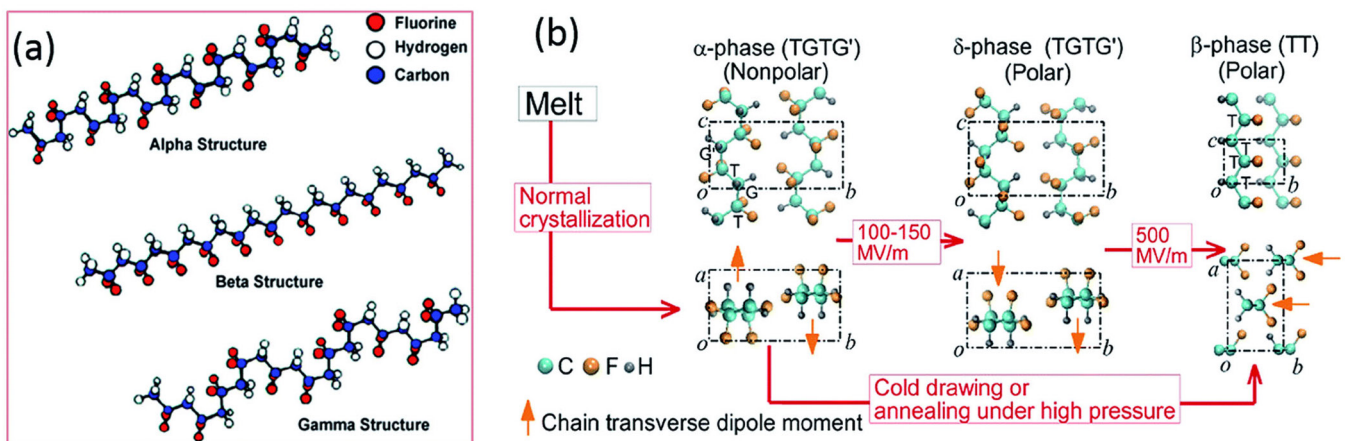 (a)
Fluorine
Hydrogen
Carbon
Alpha Structure
Beta Structure
Gamma Structure
(b)
α-phase (TGTG')
(Nonpolar)
δ-phase (TGTG')
(Polar)
β-phase (TT)
(Polar)
Melt
Normal
crystallization
c
G
T
G
T
o
b
c
o
b
T
c
T
T
T
o
b
100-150
MV/m
500
MV/m
a
o
b
a
o
b
a
o
b
C F H
Cold drawing or
annealing under high pressure
Chain transverse dipole moment